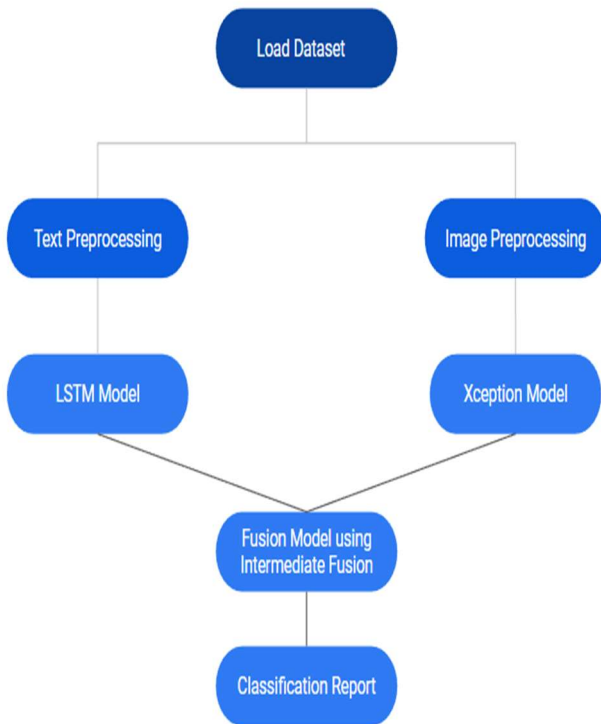 Load Dataset
Text Preprocessing
Image Preprocessing
LSTM Model
Xception Model
Fusion Model using
Intermediate Fusion
Classification Report